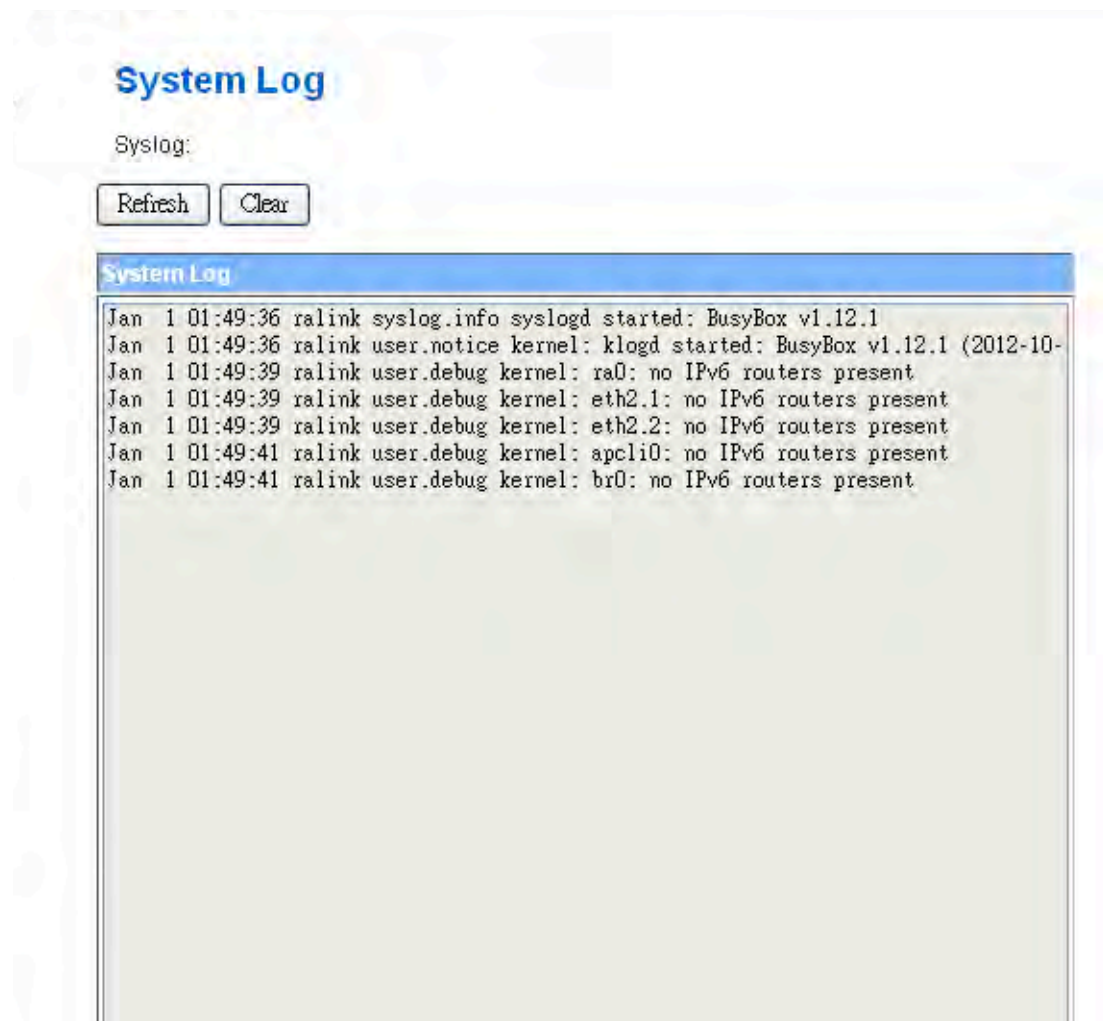 System Log
Syslog:
Refresh Clear
System Log
Jan  1 01:49:36 ralink syslog.info syslogd started: BusyBox v1.12.1
Jan  1 01:49:36 ralink user.notice kernel: klogd started: BusyBox v1.12.1 (2012-10-
Jan  1 01:49:39 ralink user.debug kernel: ra0: no IPv6 routers present
Jan  1 01:49:39 ralink user.debug kernel: eth2.1: no IPv6 routers present
Jan  1 01:49:39 ralink user.debug kernel: eth2.2: no IPv6 routers present
Jan  1 01:49:41 ralink user.debug kernel: apcli0: no IPv6 routers present
Jan  1 01:49:41 ralink user.debug kernel: br0: no IPv6 routers present